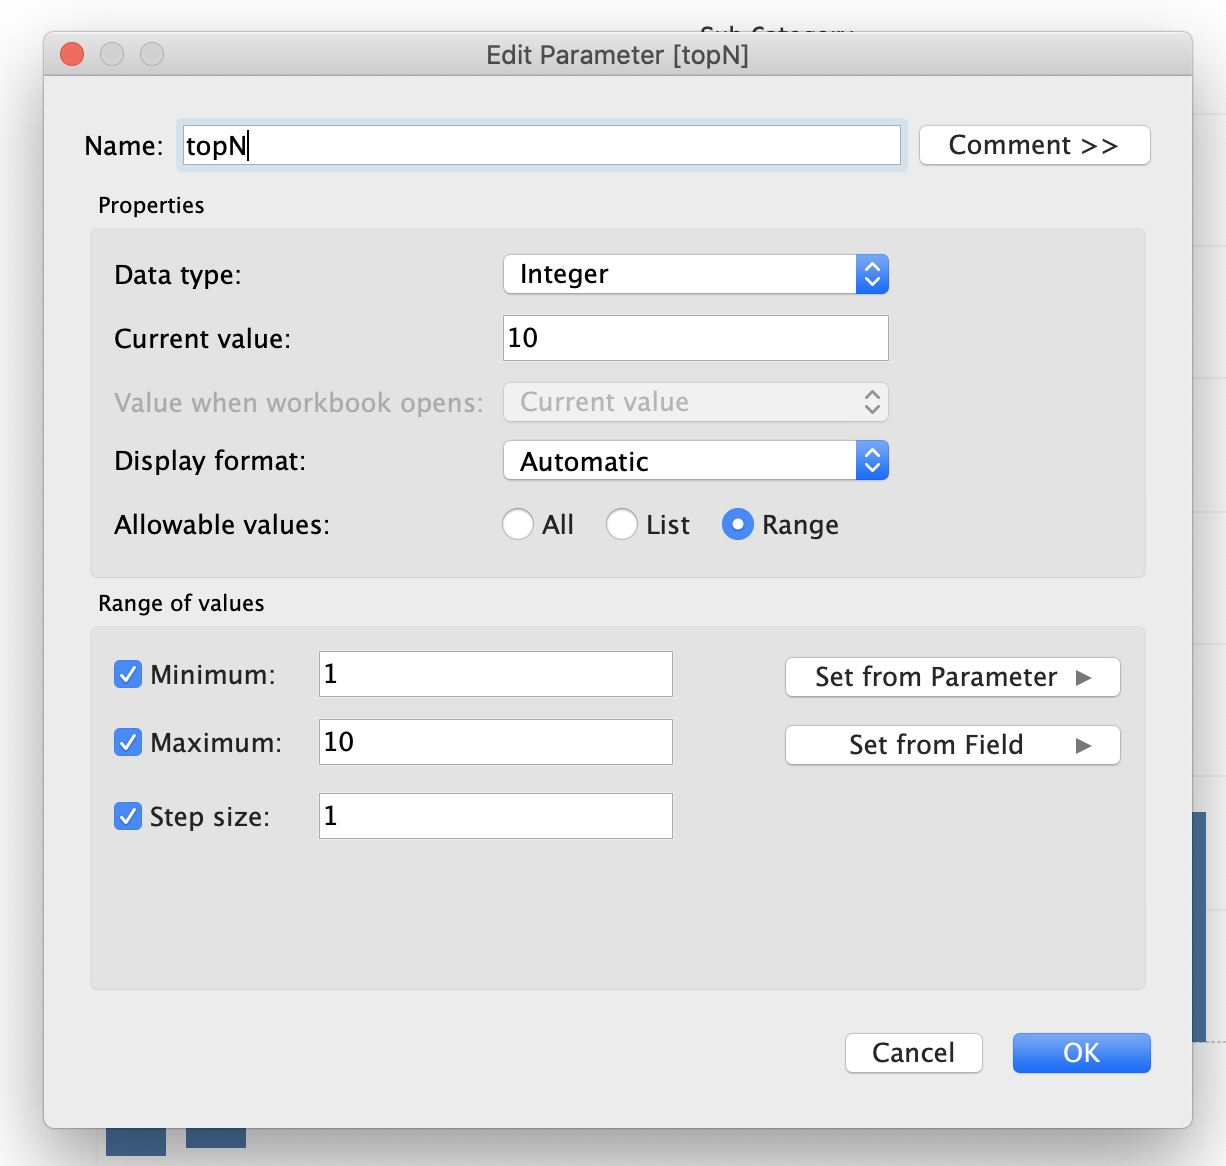 Sub-Category
Edit Parameter [topN]
Name: topN Comment >>
Properties
Data type: Integer
Current value: 10
Value when workbook opens: Current value
Display format: Automatic
Allowable values: All List Range
Range of values
Minimum: 1 Set from Parameter
Maximum: 10 Set from Field
Step size: 1
Cancel OK